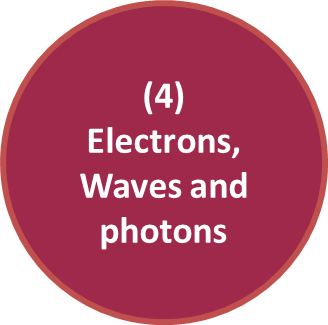 (4)
Electrons,
Waves and
photons